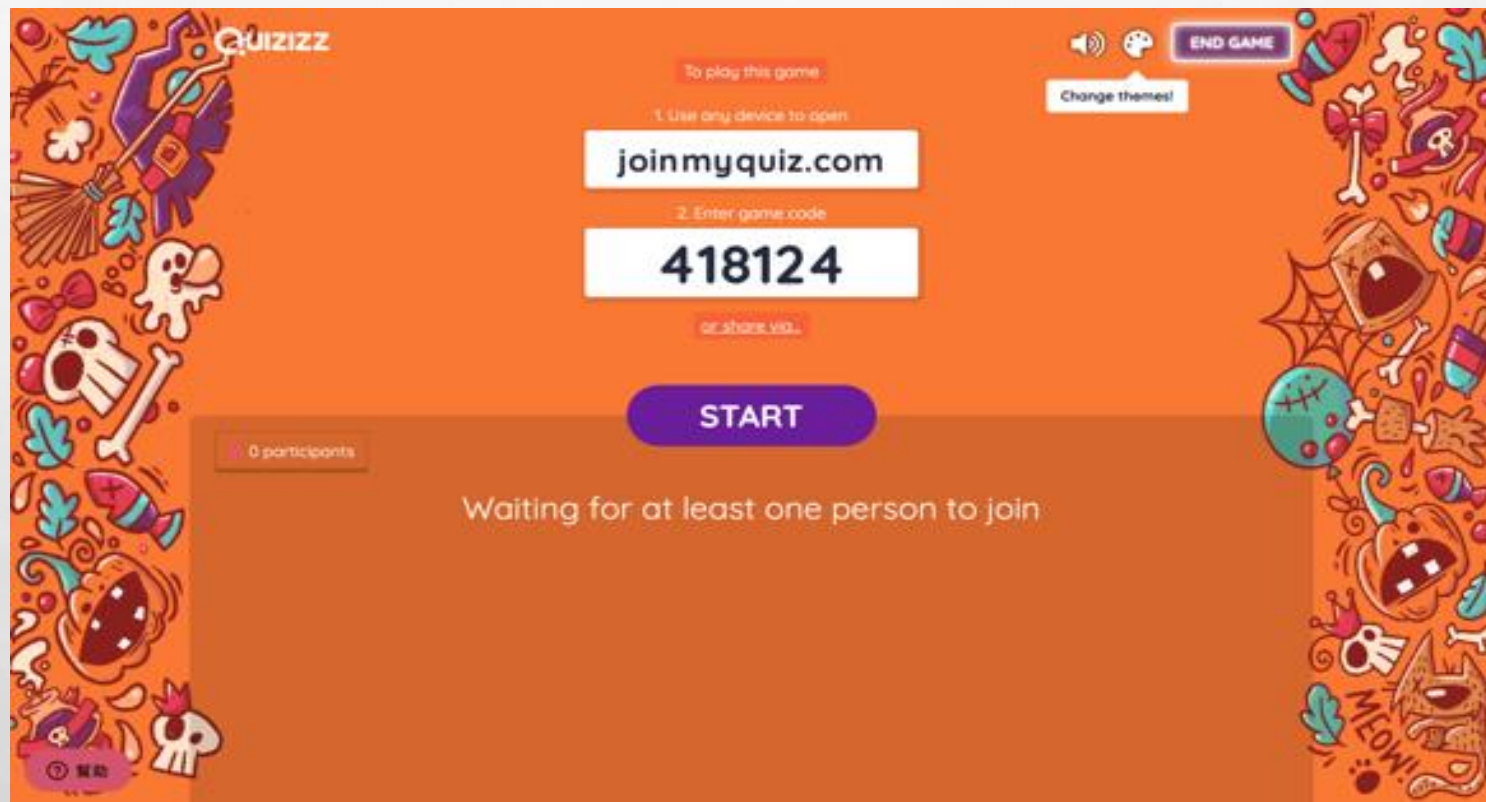 QUIZIZZ
END GAME
Change themes!
To play this game
1. Use any device to open
joinmyquiz.com
2. Enter game code
418124
or share via...
START
0 participants
Waiting for at least one person to join
BOO
MEOW!
幫助